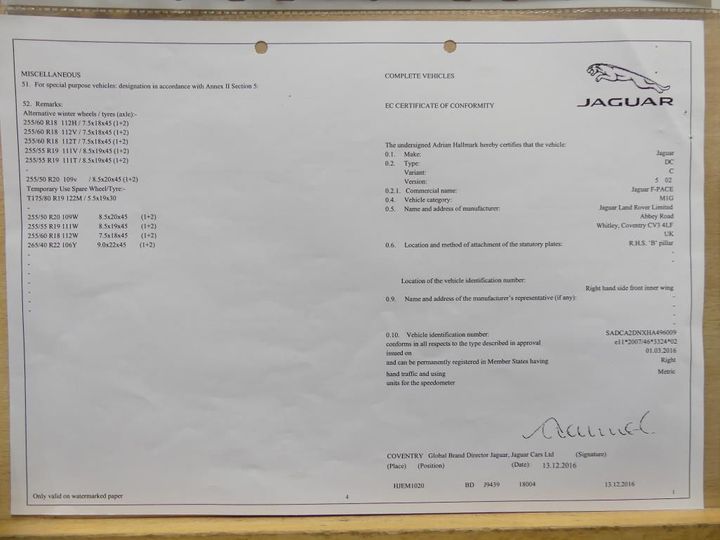 MISCELLANEOUS
51. For special purpose vehicles: designation in accordance with Annex II Section 5:
52. Remarks:
Alternative winter wheels / tyres (axle):-
255/60 R18 112H / 7.5x18x45 (1+2)
255/60 R18 112V / 7.5x18x45 (1+2)
255/60 R18 112T / 7.5x18x45 (1+2)
255/55 R19 111V / 8.5x19x45 (1+2)
255/55 R19 111T / 8.5x19x45 (1+2)
-
255/50 R20 109v / 8.5x20x45 (1+2)
Temporary Use Spare Wheel/Tyre:-
T175/80 R19 122M / 5.5x19x30
-
255/50 R20 109W 8.5x20x45 (1+2)
255/55 R19 111W 8.5x19x45 (1+2)
255/60 R18 112W 7.5x18x45 (1+2)
265/40 R22 106Y 9.0x22x45 (1+2)
-
-
-
-
-
-
-
Only valid on watermarked paper
4
COMPLETE VEHICLES
JAGUAR
EC CERTIFICATE OF CONFORMITY
The undersigned Adrian Hallmark hereby certifies that the vehicle:
0.1. Make: Jaguar
0.2. Type: DC
Variant: C
Version: 5 02
0.2.1. Commercial name: Jaguar F-PACE
0.4. Vehicle category: M1G
0.5. Name and address of manufacturer: Jaguar Land Rover Limited
Abbey Road
Whitley, Coventry CV3 4LF
UK
0.6. Location and method of attachment of the statutory plates: R.H.S. 'B' pillar
-
-
Location of the vehicle identification number:
Right hand side front inner wing
0.9. Name and address of the manufacturer's representative (if any): -
-
-
-
0.10. Vehicle identification number: SADCA2DNXHA496009
conforms in all respects to the type described in approval e11*2007/46*3324*02
issued on 01.03.2016
and can be permanently registered in Member States having Right
hand traffic and using Metric
units for the speedometer
COVENTRY Global Brand Director Jaguar, Jaguar Cars Ltd (Signature)
(Place) (Position) (Date) 13.12.2016
HJEM1020 BD J9439 18004 13.12.2016
1